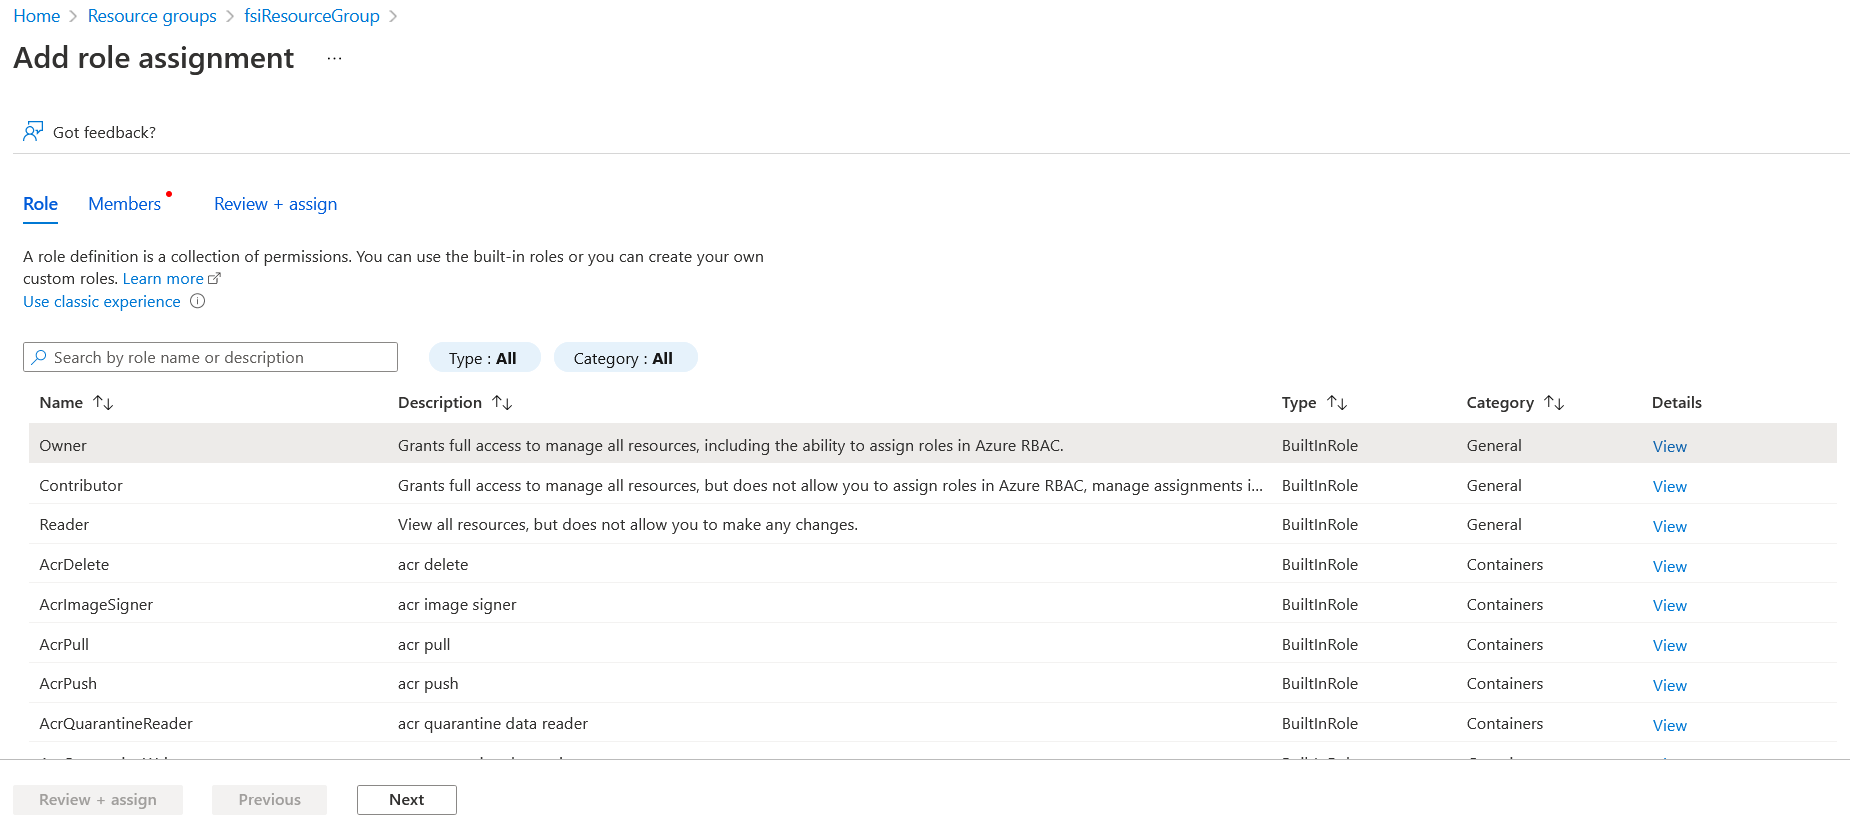 Home > Resource groups > fsiResourceGroup >
Add role assignment ...
Got feedback?
Role Members Review + assign
A role definition is a collection of permissions. You can use the built-in roles or you can create your own
custom roles. Learn more
Use classic experience
Search by role name or description Type : All Category : All
Name ↑↓ Description ↑↓ Type ↑↓ Category ↑↓ Details
Owner Grants full access to manage all resources, including the ability to assign roles in Azure RBAC. BuiltInRole General View
Contributor Grants full access to manage all resources, but does not allow you to assign roles in Azure RBAC, manage assignments i... BuiltInRole General View
Reader View all resources, but does not allow you to make any changes. BuiltInRole General View
AcrDelete acr delete BuiltInRole Containers View
AcrImageSigner acr image signer BuiltInRole Containers View
AcrPull acr pull BuiltInRole Containers View
AcrPush acr push BuiltInRole Containers View
AcrQuarantineReader acr quarantine data reader BuiltInRole Containers View
Review + assign Previous Next